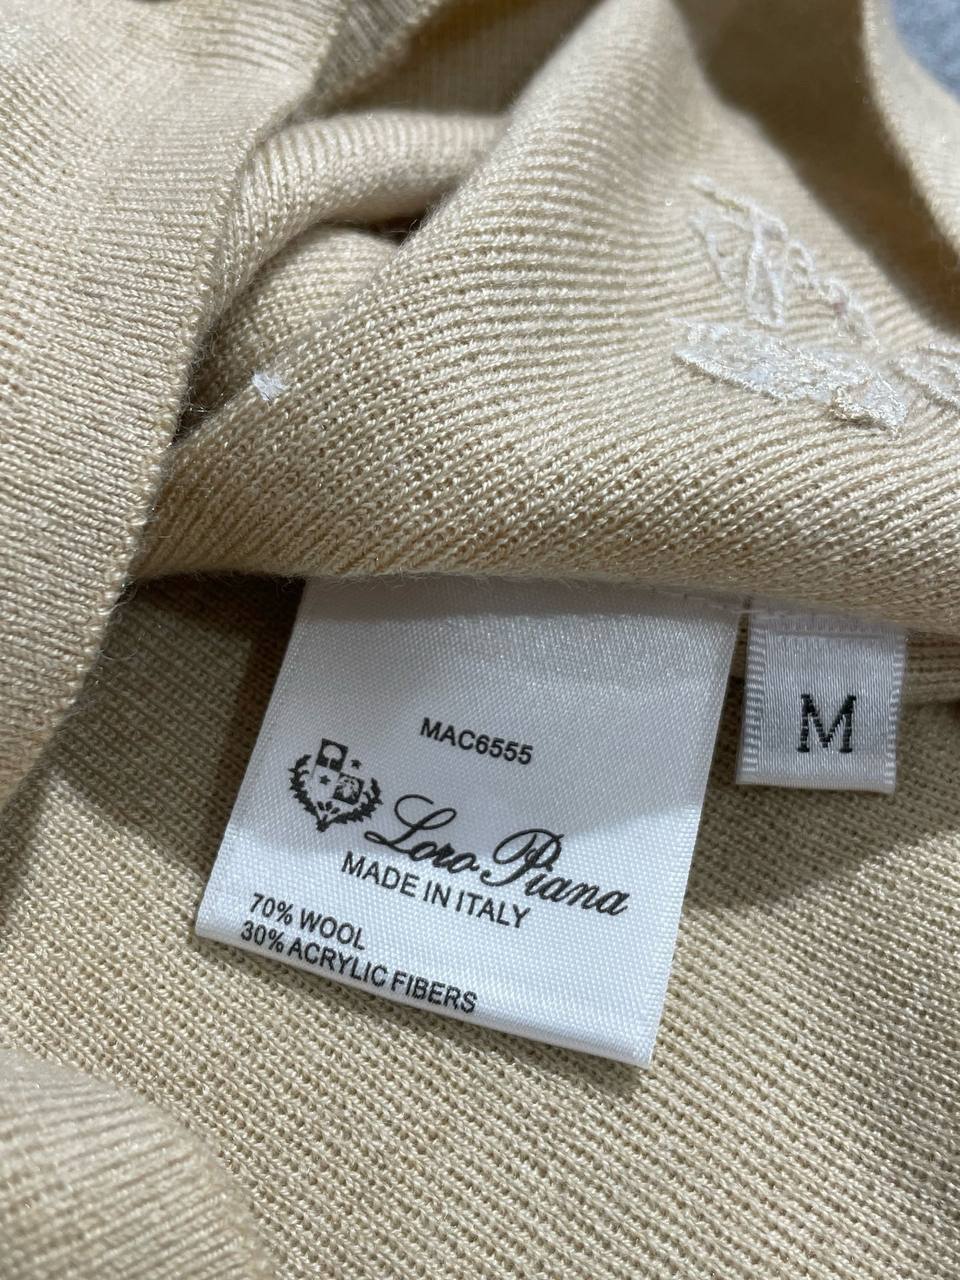 MAC6555
Loro Piana
MADE IN ITALY
70% WOOL
30% ACRYLIC FIBERS
M